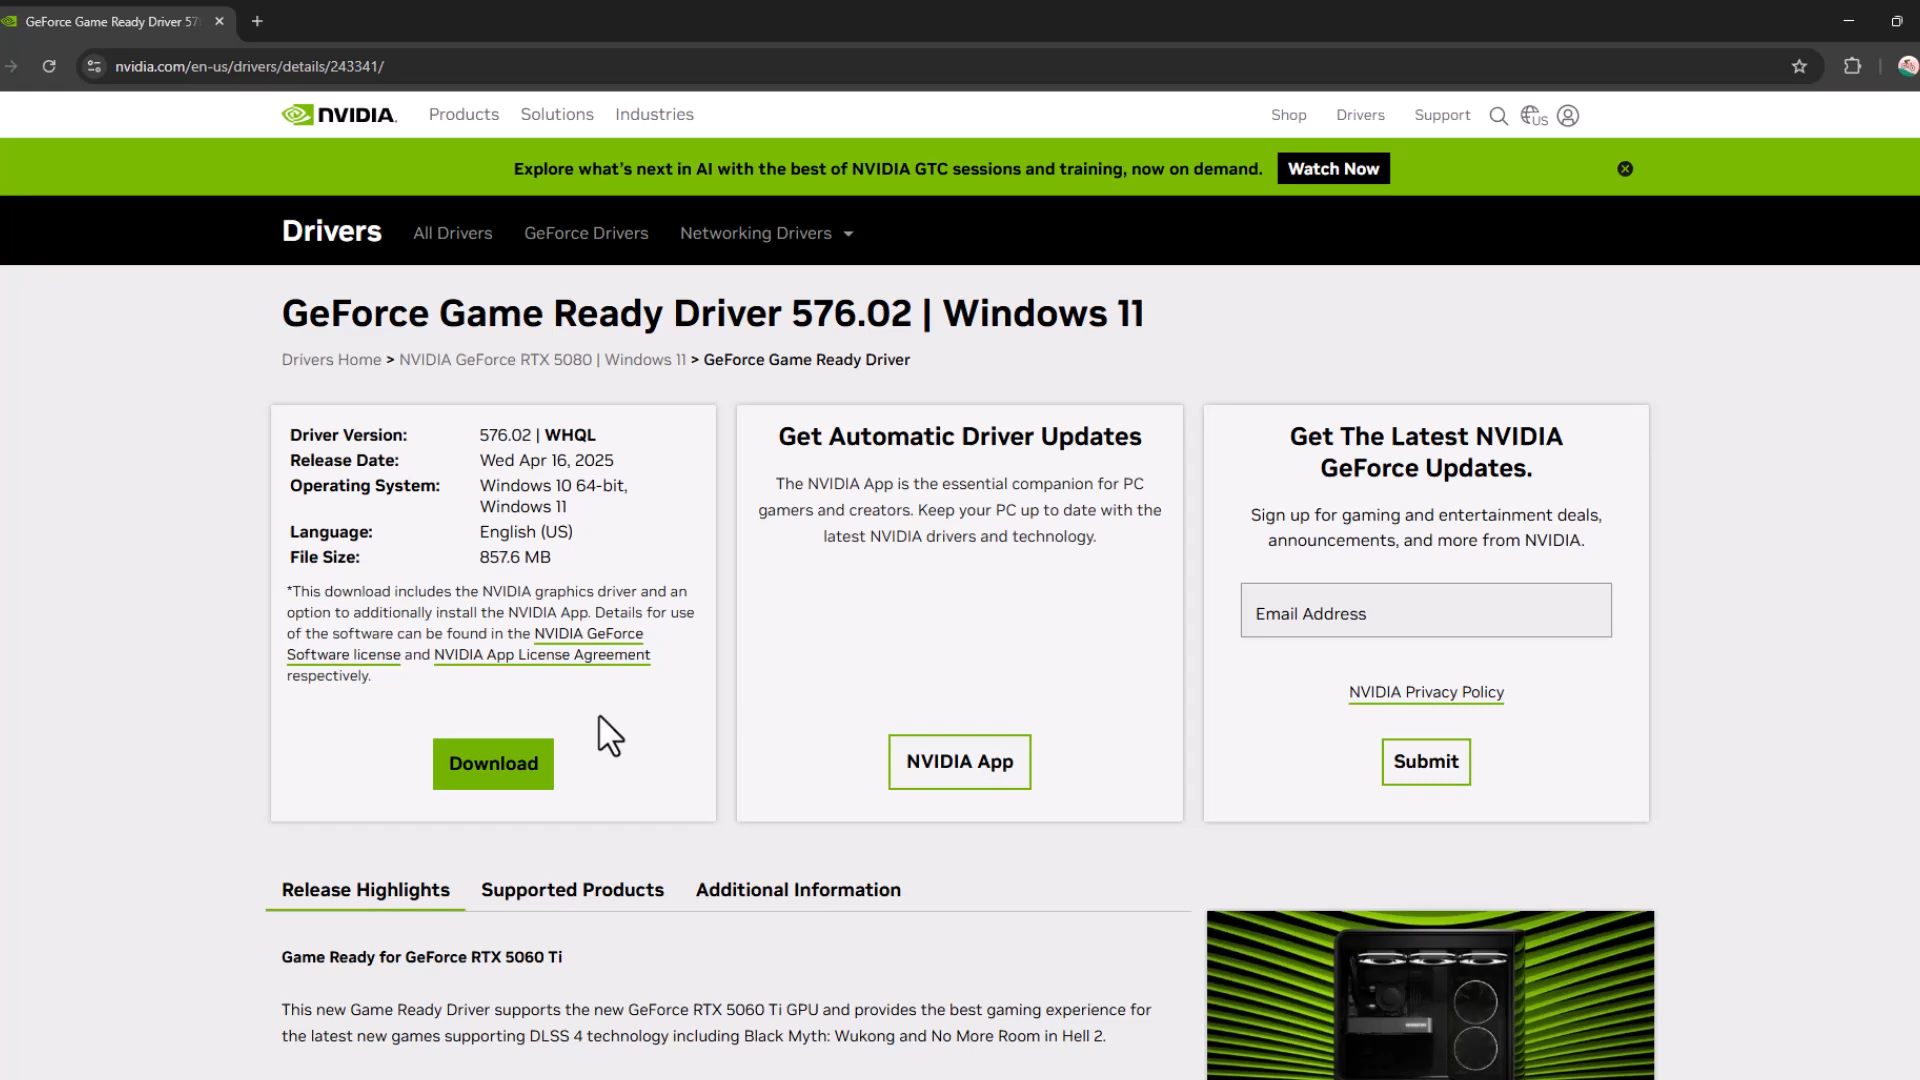 GeForce Game Ready Driver 57
nvidia.com/en-us/drivers/details/243341/
NVIDIA.
Products
Solutions
Industries
Shop
Drivers
Support
US
Explore what's next in AI with the best of NVIDIA GTC sessions and training, now on demand.
Watch Now
Drivers
All Drivers
GeForce Drivers
Networking Drivers
GeForce Game Ready Driver 576.02 | Windows 11
Drivers Home > NVIDIA GeForce RTX 5080 | Windows 11 > GeForce Game Ready Driver
Driver Version: 576.02 | WHQL
Release Date: Wed Apr 16, 2025
Operating System: Windows 10 64-bit,
Windows 11
Language: English (US)
File Size: 857.6 MB
*This download includes the NVIDIA graphics driver and an
option to additionally install the NVIDIA App. Details for use
of the software can be found in the NVIDIA GeForce
Software license and NVIDIA App License Agreement
respectively.
Download
Get Automatic Driver Updates
The NVIDIA App is the essential companion for PC
gamers and creators. Keep your PC up to date with the
latest NVIDIA drivers and technology.
NVIDIA App
Get The Latest NVIDIA
GeForce Updates.
Sign up for gaming and entertainment deals,
announcements, and more from NVIDIA.
Email Address
NVIDIA Privacy Policy
Submit
Release Highlights
Supported Products
Additional Information
Game Ready for GeForce RTX 5060 Ti
This new Game Ready Driver supports the new GeForce RTX 5060 Ti GPU and provides the best gaming experience for
the latest new games supporting DLSS 4 technology including Black Myth: Wukong and No More Room in Hell 2.